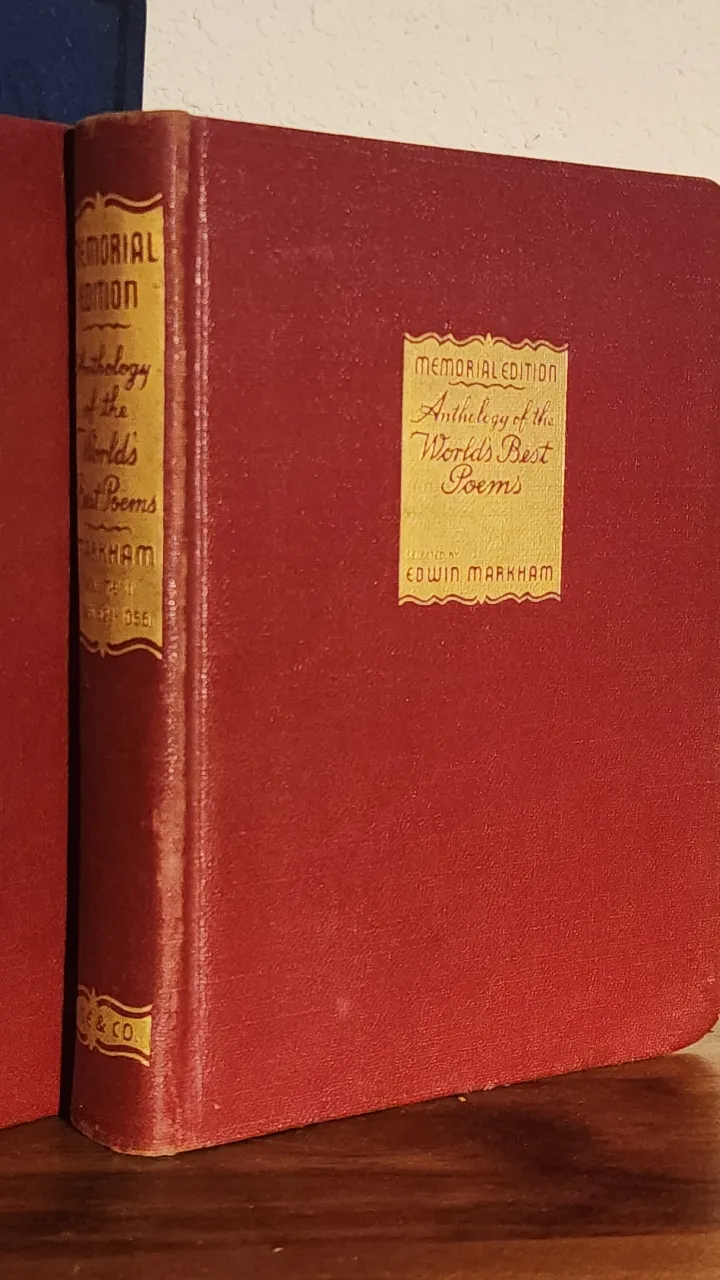 MEMORIAL
EDITION
Anthology
of the
World's
Best Poems
MARKHAM
& CO.
MEMORIAL EDITION
Anthology of the
World's Best
Poems
SELECTED BY
EDWIN MARKHAM